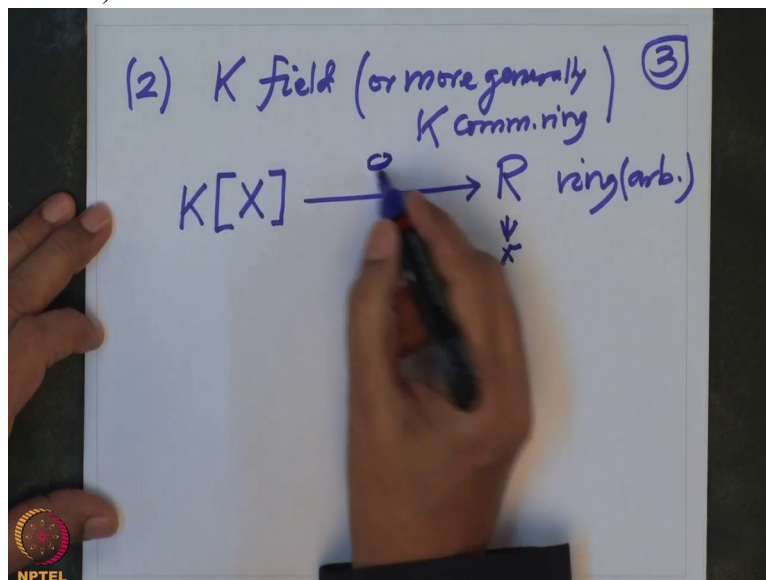 (2) K field (or more generally ③
K comm. ring)
K[X] ⟶ R ring (arb.)
x
NPTEL